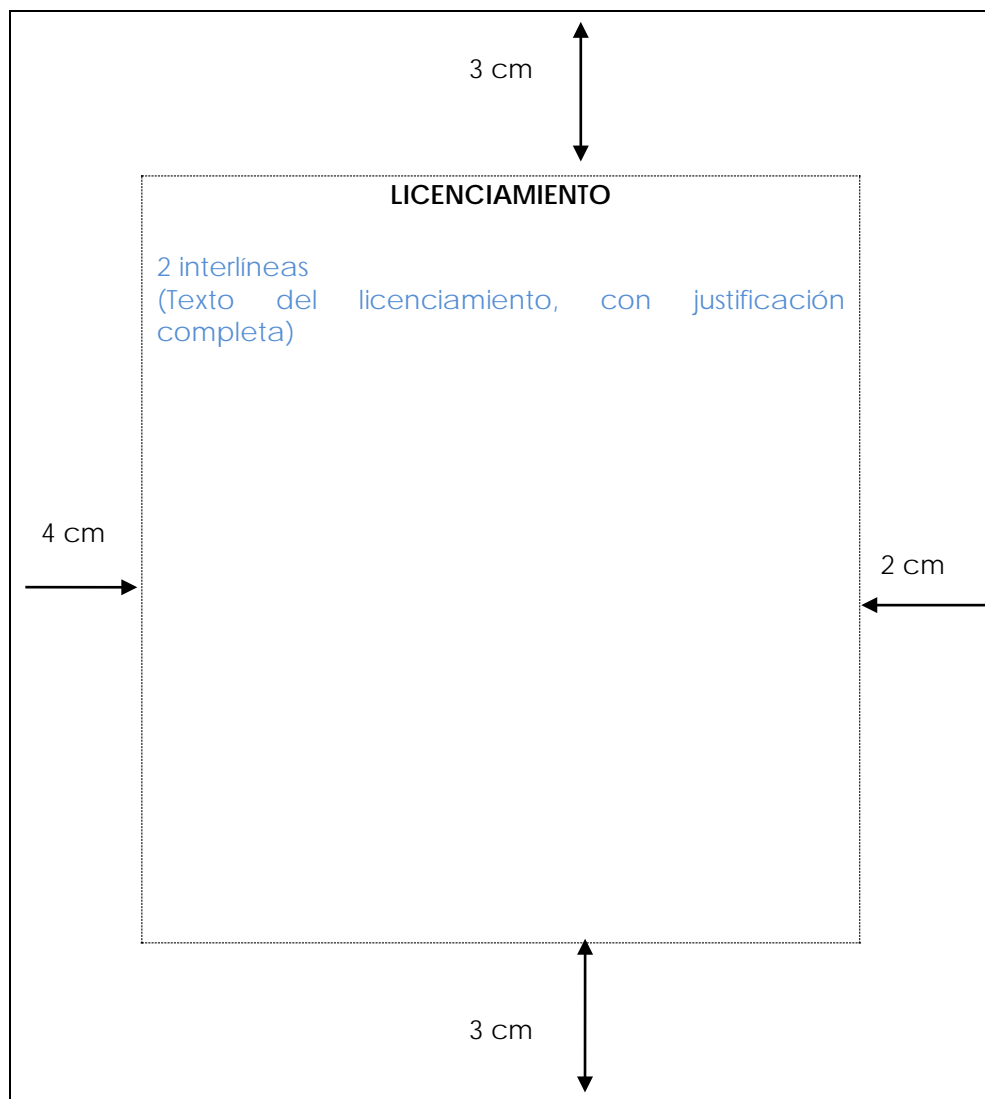 3 cm
LICENCIAMIENTO
2 interlíneas
(Texto del licenciamiento, con justificación
completa)
4 cm
2 cm
3 cm